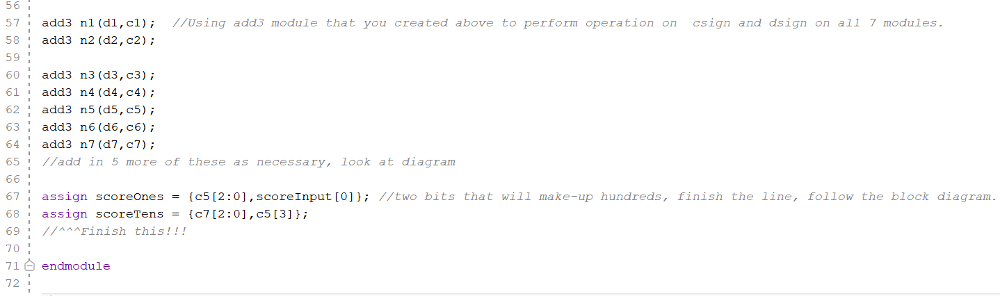 56
57 add3 n1(d1,c1); //Using add3 module that you created above to perform operation on csign and dsign on all 7 modules.
58 add3 n2(d2,c2);
59
60 add3 n3(d3,c3);
61 add3 n4(d4,c4);
62 add3 n5(d5,c5);
63 add3 n6(d6,c6);
64 add3 n7(d7,c7);
65 //add in 5 more of these as necessary, look at diagram
66
67 assign scoreOnes = {c5[2:0],scoreInput[0]}; //two bits that will make-up hundreds, finish the line, follow the block diagram.
68 assign scoreTens = {c7[2:0],c5[3]};
69 //^^^Finish this!!!
70
71 endmodule
72